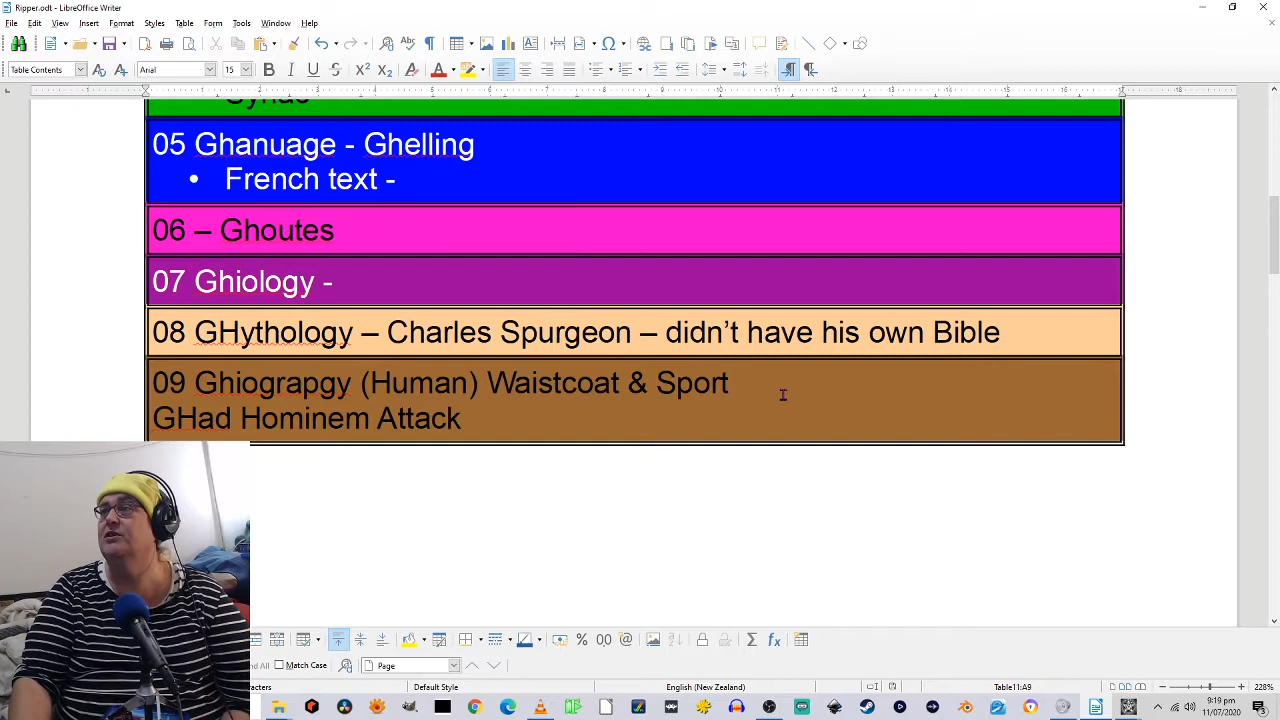 Ripper.odt - LibreOffice Writer
File Edit View Insert Format Styles Table Form Tools Window Help
Table Contents Arial 15
05 Ghanuage - Ghelling
• French text -
06 – Ghoutes
07 Ghiology -
08 GHythology – Charles Spurgeon – didn’t have his own Bible
09 Ghiograpgy (Human) Waistcoat & Sport
GHad Hominem Attack
Match Case Page
Default Style English (New Zealand) Table11:A9 228%
9:19 pm
11/07/2020